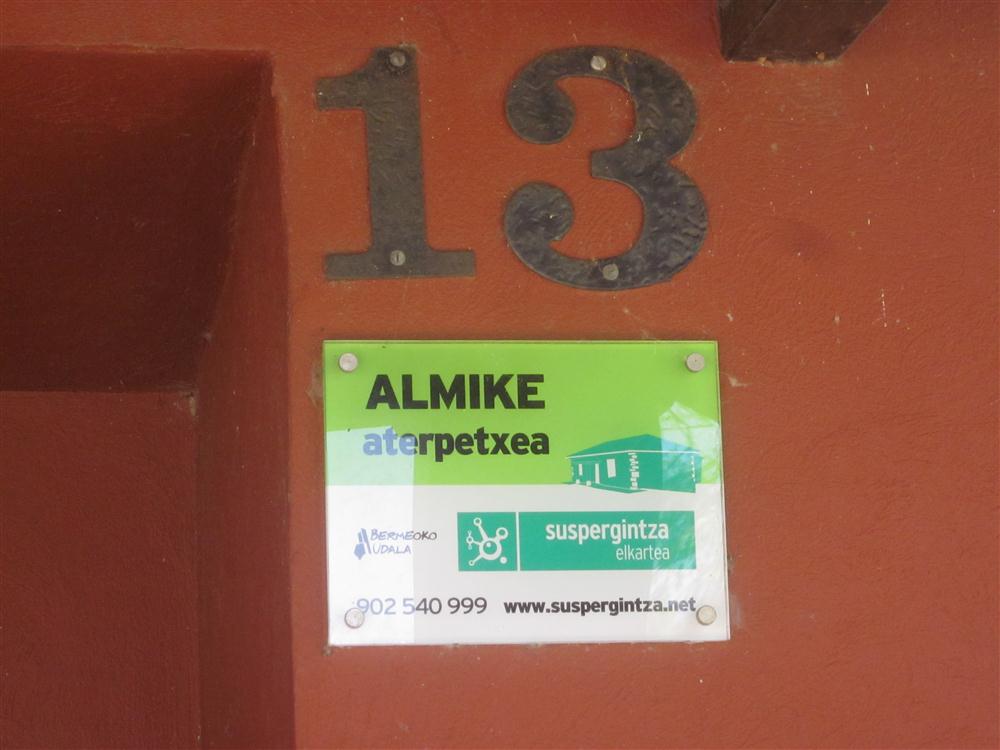 13
ALMIKE
aterpetxea
BERMEOKO
UDALA
suspergintza
elkartea
902 540 999 www.suspergintza.net